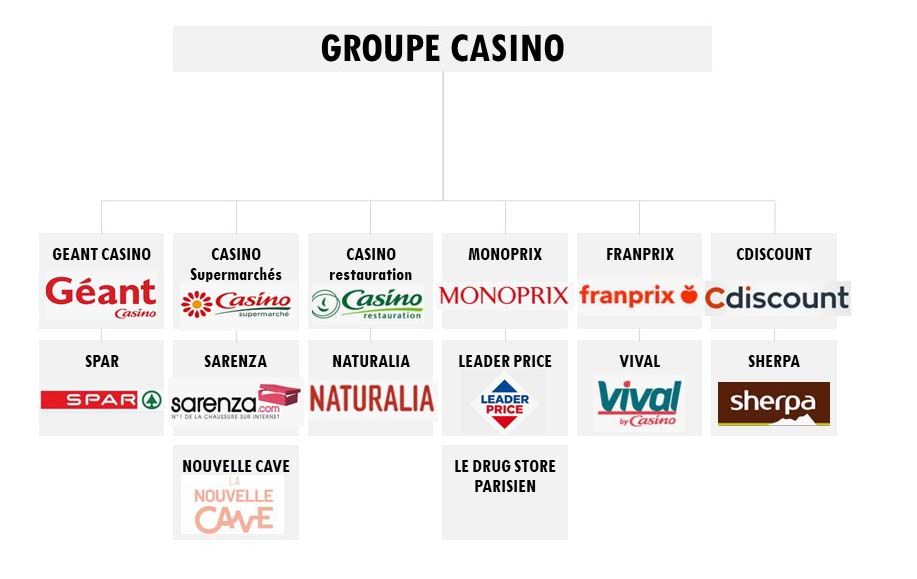 GROUPE CASINO
GEANT CASINO
Géant
Casino
CASINO
Supermarchés
Casino
supermarché
CASINO
restauration
Casino
restauration
MONOPRIX
MONOPRIX
FRANPRIX
franprix
CDISCOUNT
Cdiscount
SPAR
SPAR
SARENZA
sarenza.com
N°1 DE LA CHAUSSURE SUR INTERNET
NATURALIA
NATURALIA
LEADER PRICE
LEADER
PRICE
VIVAL
Vival
by Casino
SHERPA
sherpa
NOUVELLE CAVE
LA
NOUVELLE
CAVE
LE DRUG STORE
PARISIEN